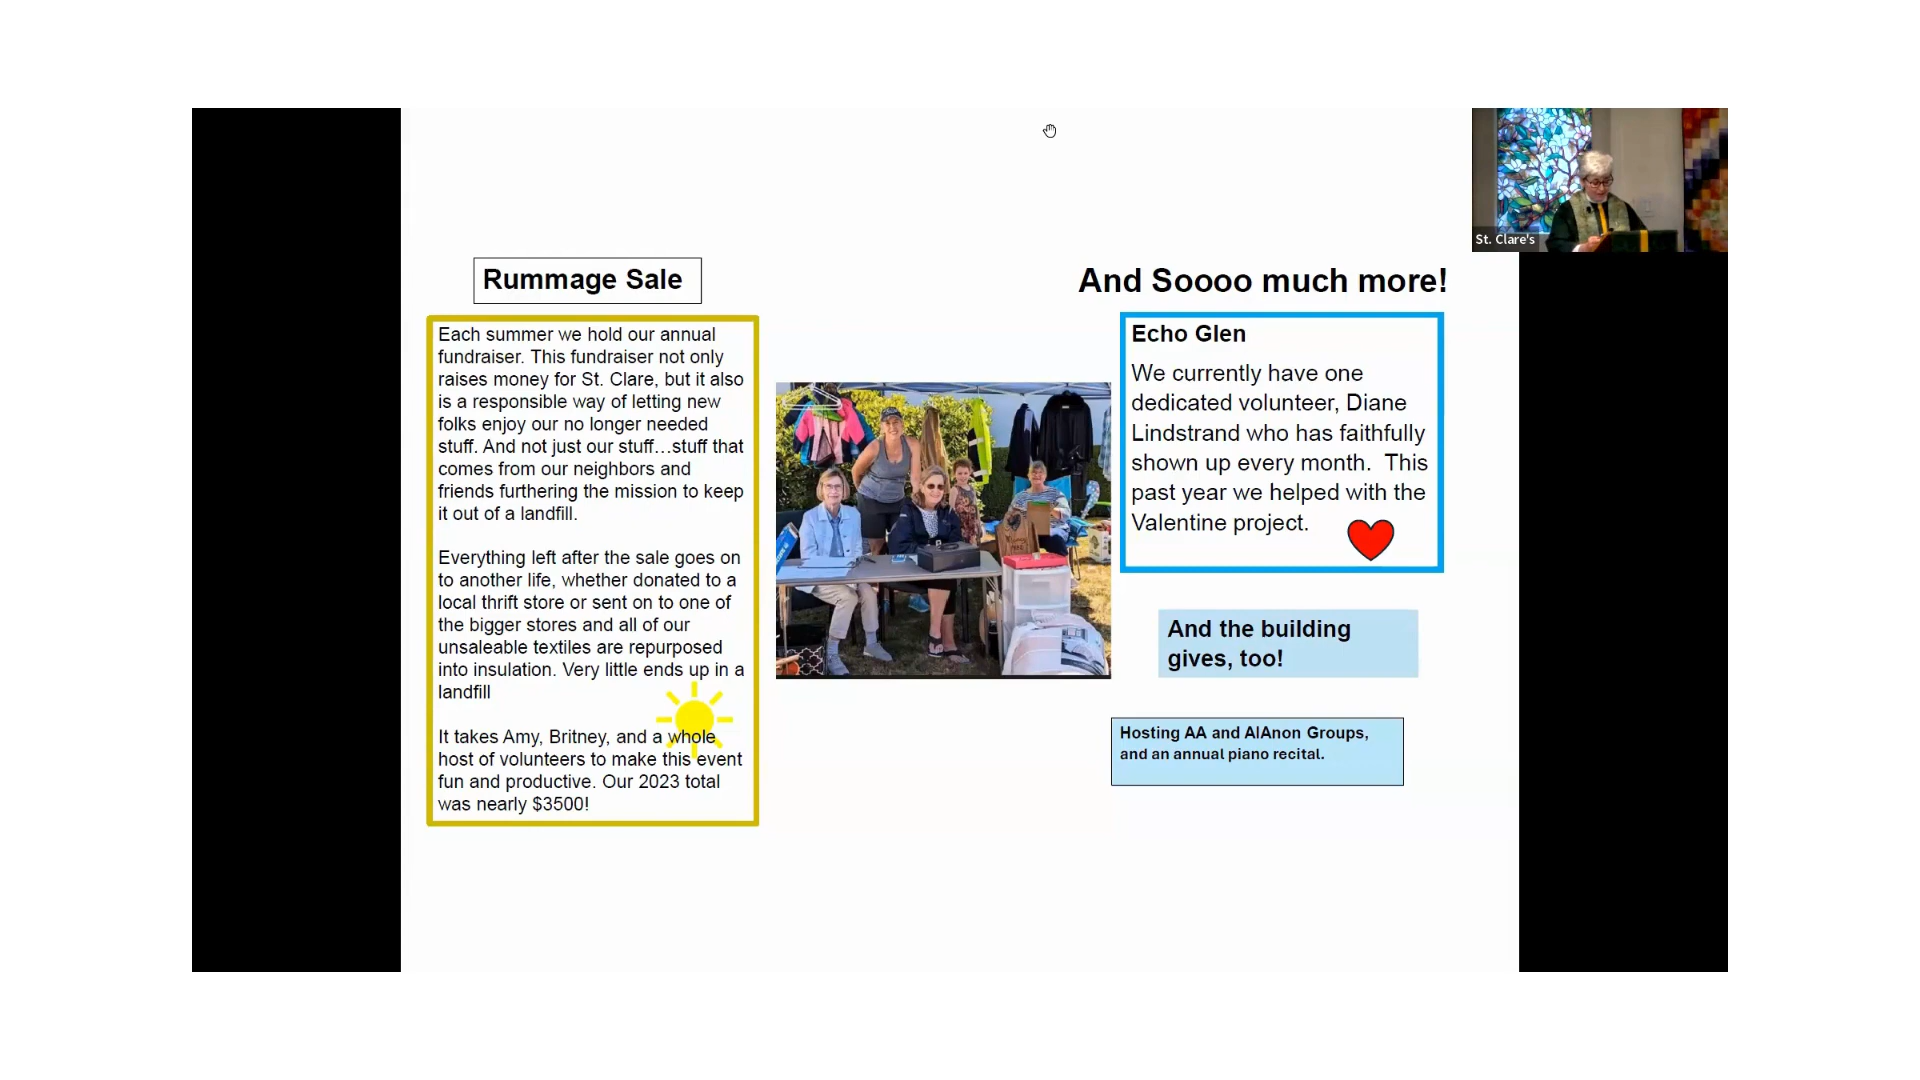 St. Clare's
Rummage Sale
Each summer we hold our annual
fundraiser. This fundraiser not only
raises money for St. Clare, but it also
is a responsible way of letting new
folks enjoy our no longer needed
stuff. And not just our stuff…stuff that
comes from our neighbors and
friends furthering the mission to keep
it out of a landfill.
Everything left after the sale goes on
to another life, whether donated to a
local thrift store or sent on to one of
the bigger stores and all of our
unsaleable textiles are repurposed
into insulation. Very little ends up in a
landfill
It takes Amy, Britney, and a whole
host of volunteers to make this event
fun and productive. Our 2023 total
was nearly $3500!
And Soooo much more!
Echo Glen
We currently have one
dedicated volunteer, Diane
Lindstrand who has faithfully
shown up every month.  This
past year we helped with the
Valentine project.
And the building
gives, too!
Hosting AA and AlAnon Groups,
and an annual piano recital.